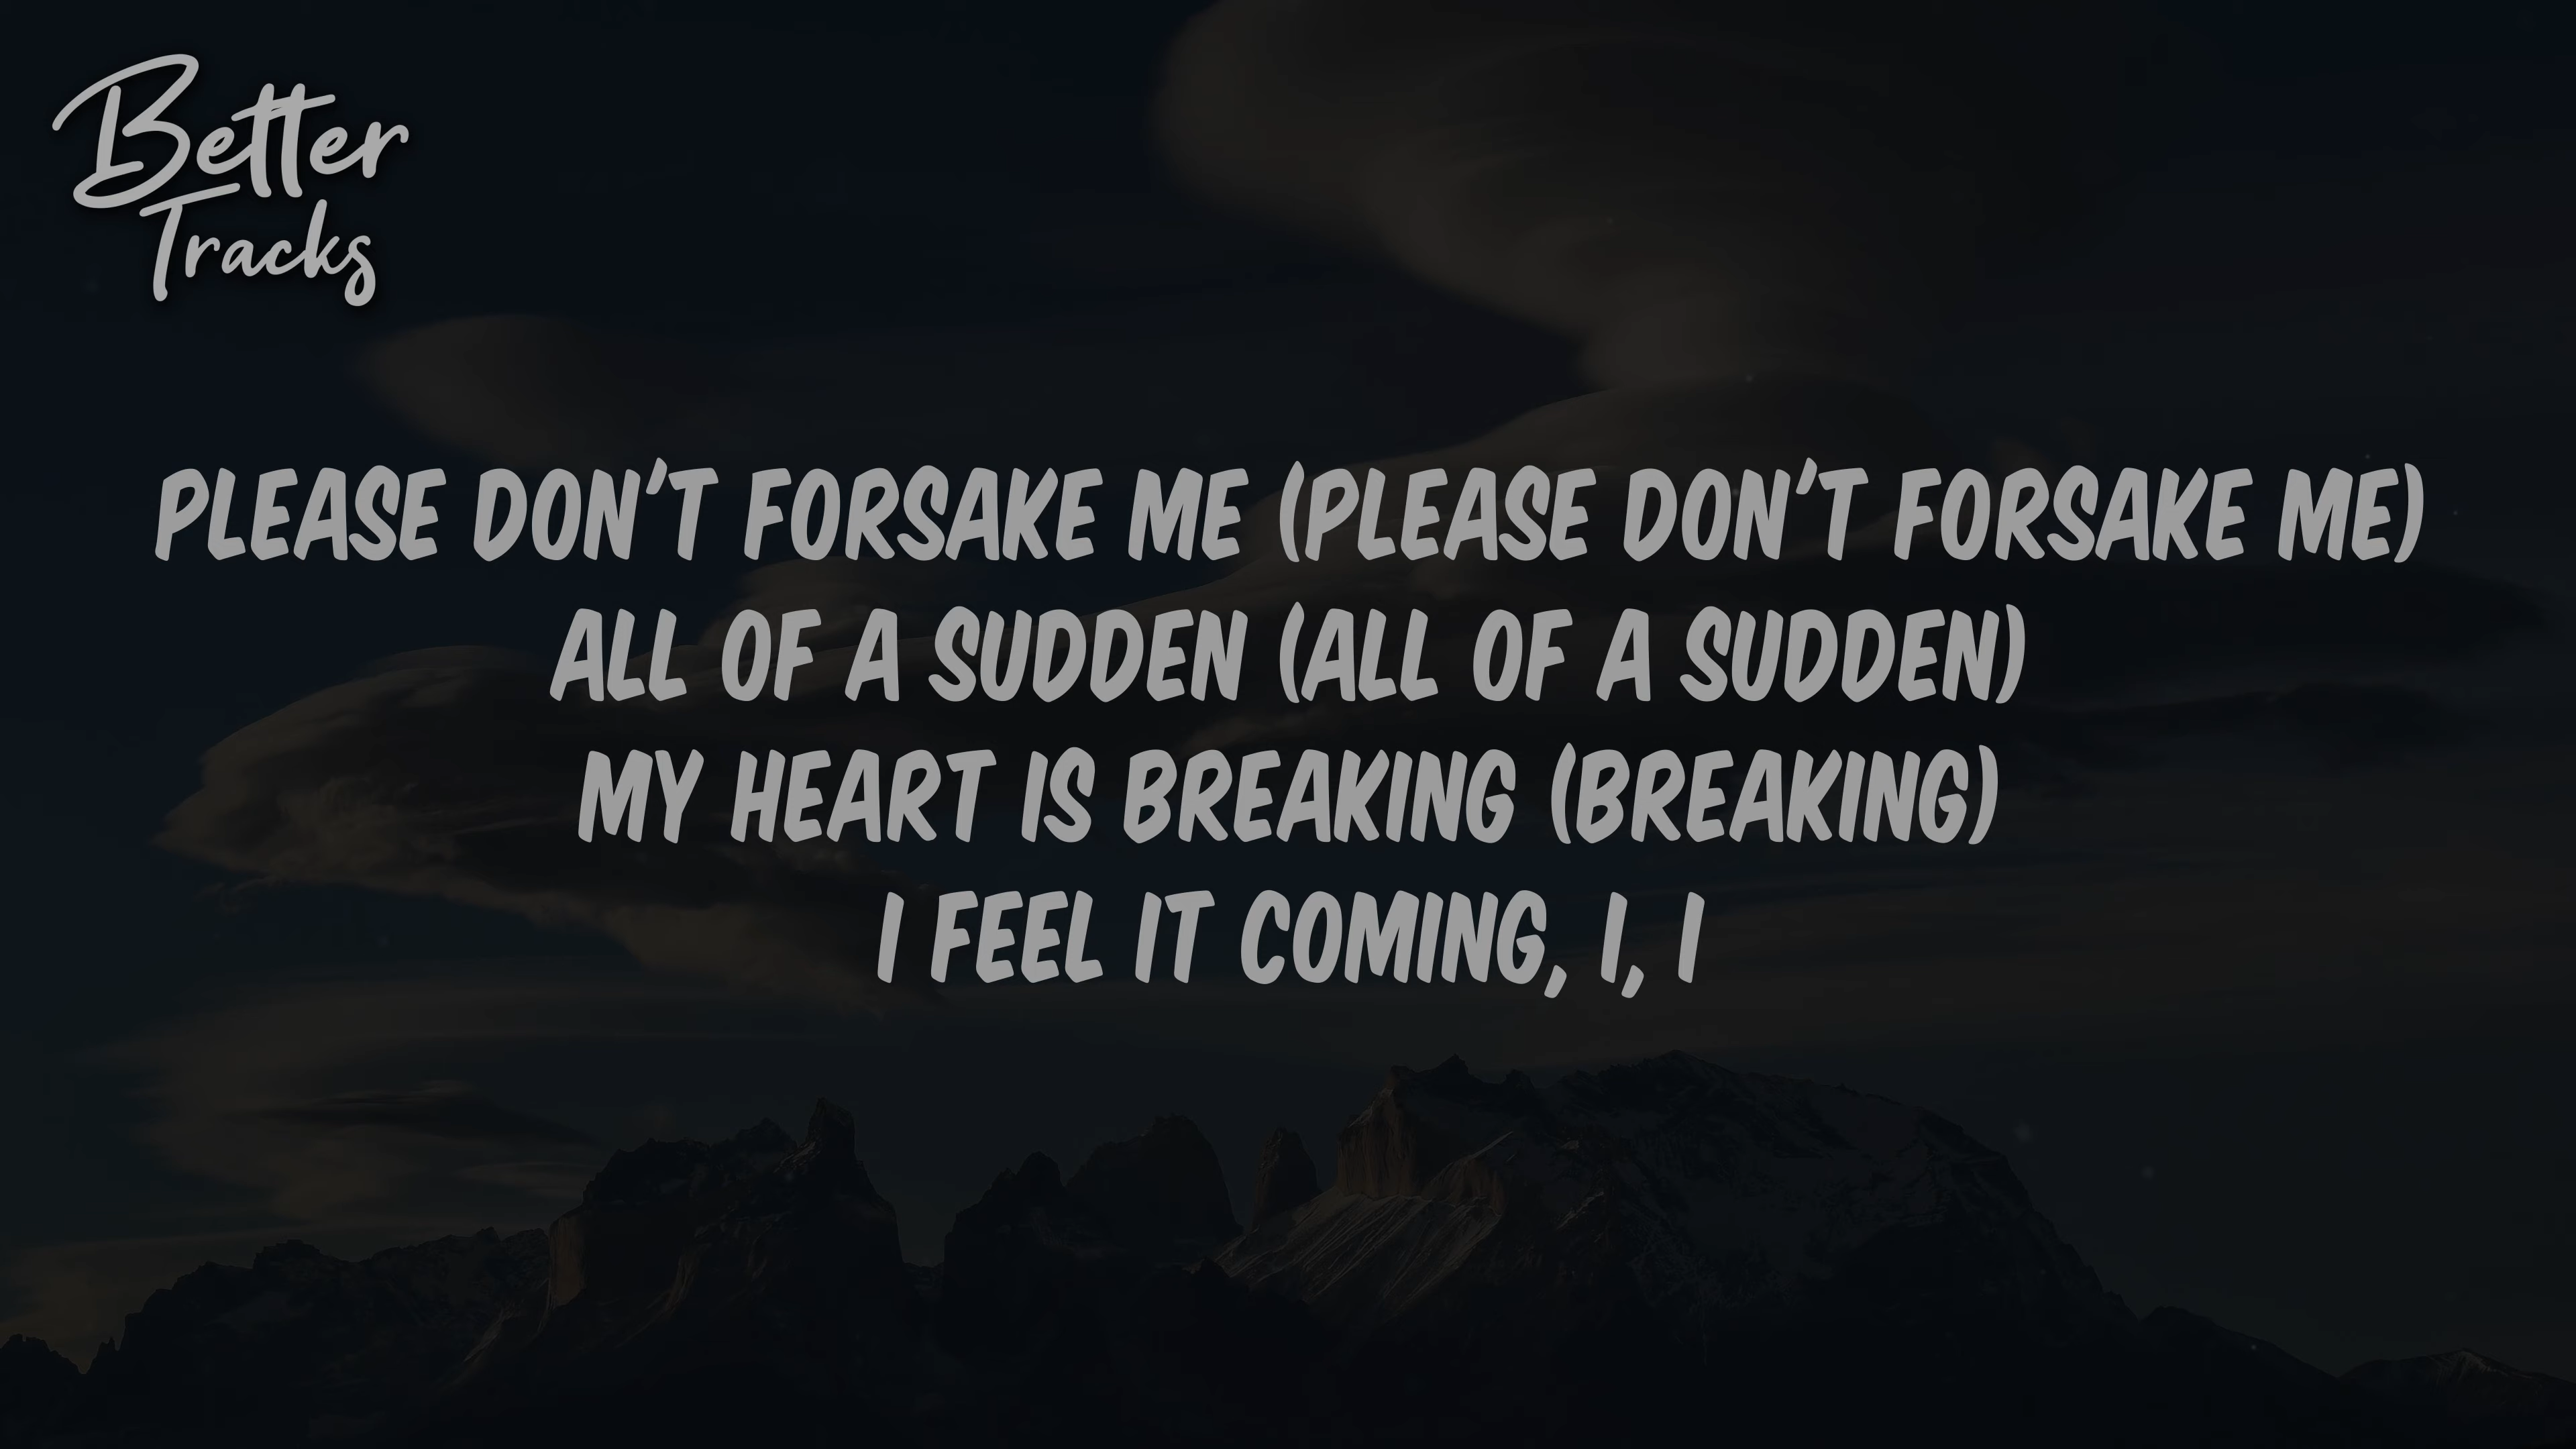 Better
Tracks
PLEASE DON'T FORSAKE ME (PLEASE DON'T FORSAKE ME)
ALL OF A SUDDEN (ALL OF A SUDDEN)
MY HEART IS BREAKING (BREAKING)
I FEEL IT COMING, I, I